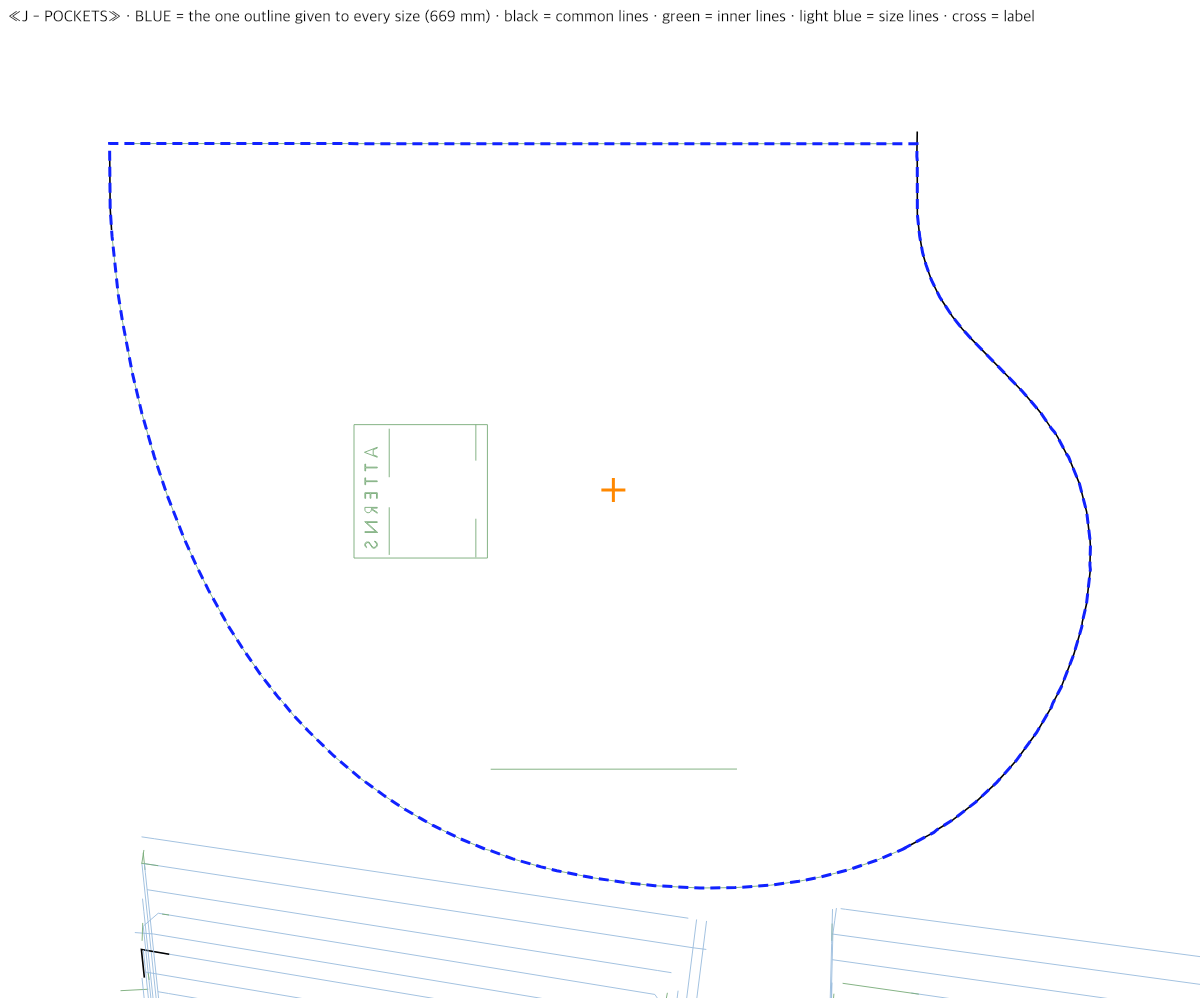 ≪J – POCKETS≫ · BLUE = the one outline given to every size (669 mm) · black = common lines · green = inner lines · light blue = size lines · cross = label
ATTERNS